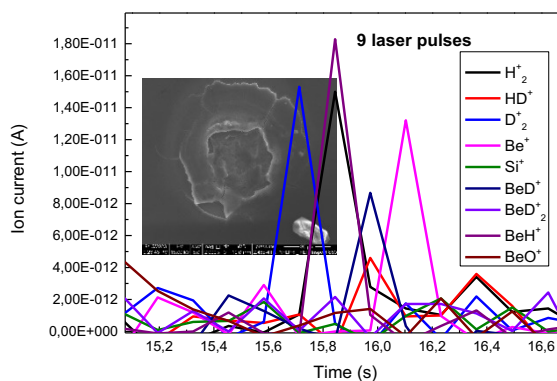 9 laser pulses
1,80E-011
1,60E-011
1,40E-011
1,20E-011
1,00E-011
8,00E-012
6,00E-012
4,00E-012
2,00E-012
0,00E+000
Ion current (A)
H⁺₂
HD⁺
D⁺₂
Be⁺
Si⁺
BeD⁺
BeD⁺₂
BeH⁺
BeO⁺
15,2 15,4 15,6 15,8 16,0 16,2 16,4 16,6
Time (s)